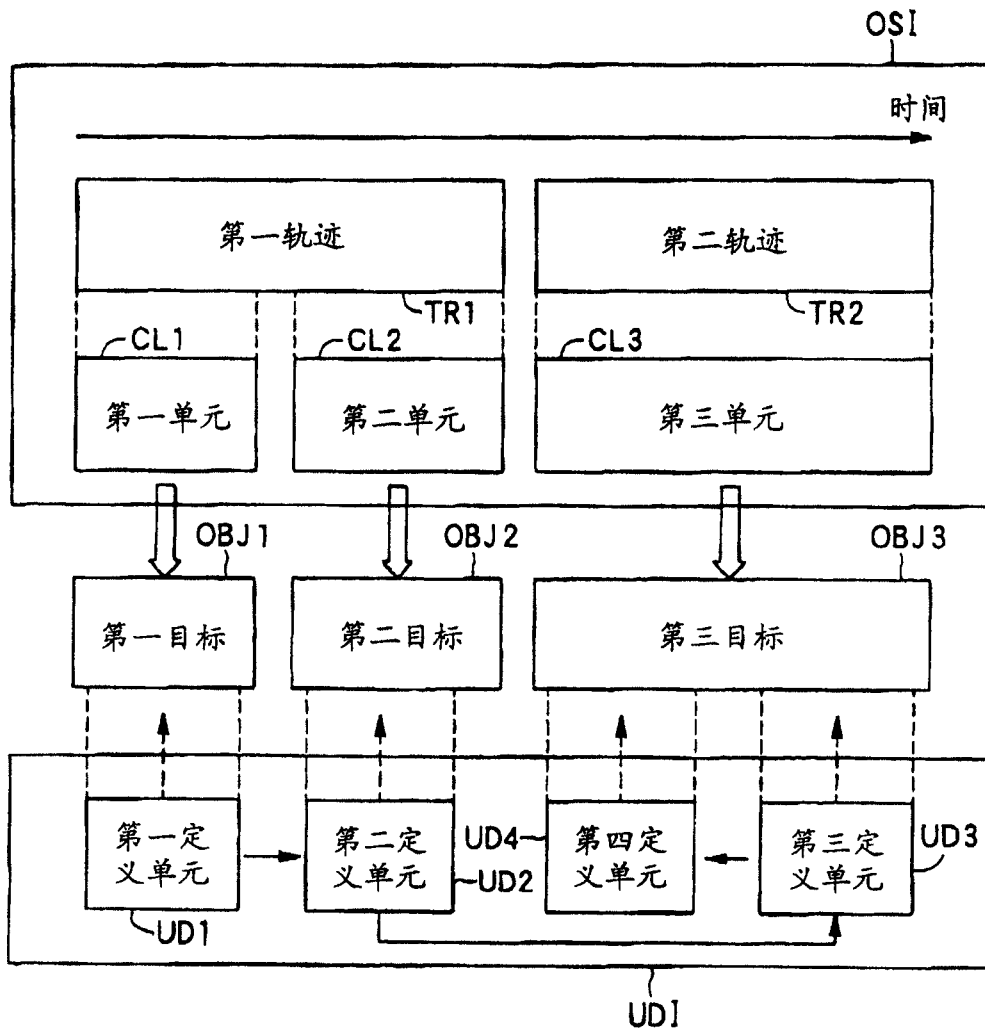 OSI
时间
第一轨迹
第二轨迹
TR1
TR2
CL1
CL2
CL3
第一单元
第二单元
第三单元
OBJ1
OBJ2
OBJ3
第一目标
第二目标
第三目标
第一定
义单元
第二定
义单元
UD4
第四定
义单元
第三定
义单元
UD3
UD2
UD1
UDI